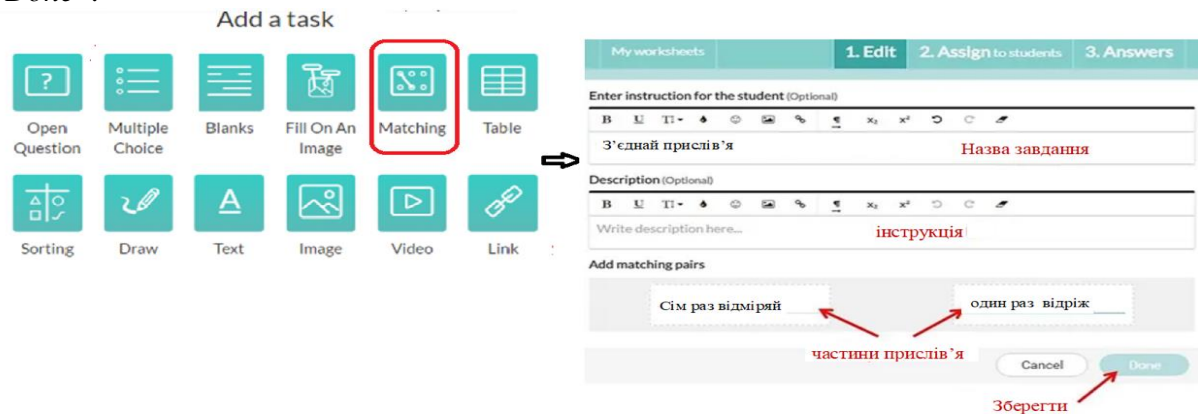 Add a task
Open Question
Multiple Choice
Blanks
Fill On An Image
Matching
Table
Sorting
Draw
Text
Image
Video
Link
My worksheets
1. Edit
2. Assign to students
3. Answers
Enter instruction for the student (Optional)
З’єднай прислів’я
Назва завдання
Description (Optional)
Write description here...
інструкція
Add matching pairs
Сім раз відміряй
один раз відріж
частини прислів’я
Cancel
Done
Зберегти